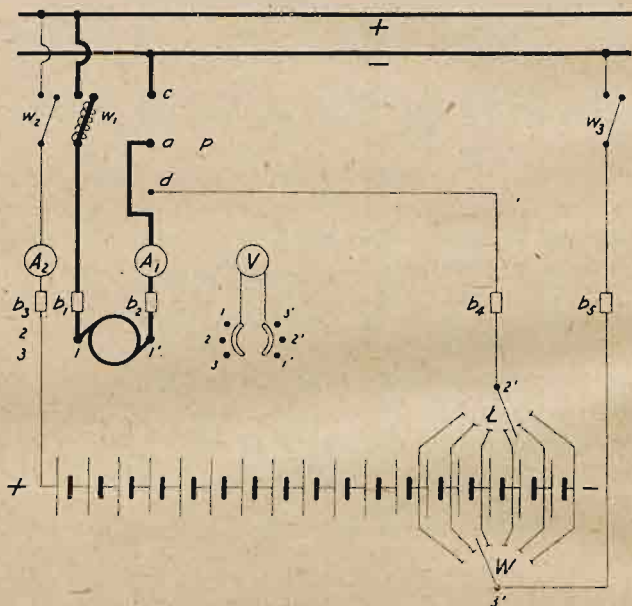 +
−
w₂
w₁
c
w₃
a p
d
A₂
A₁
V
b₃
b₁
b₂
b₄
b₅
2
3
1
1'
1
2
3
3'
2'
1'
2'
Ł
+
−
W
3'